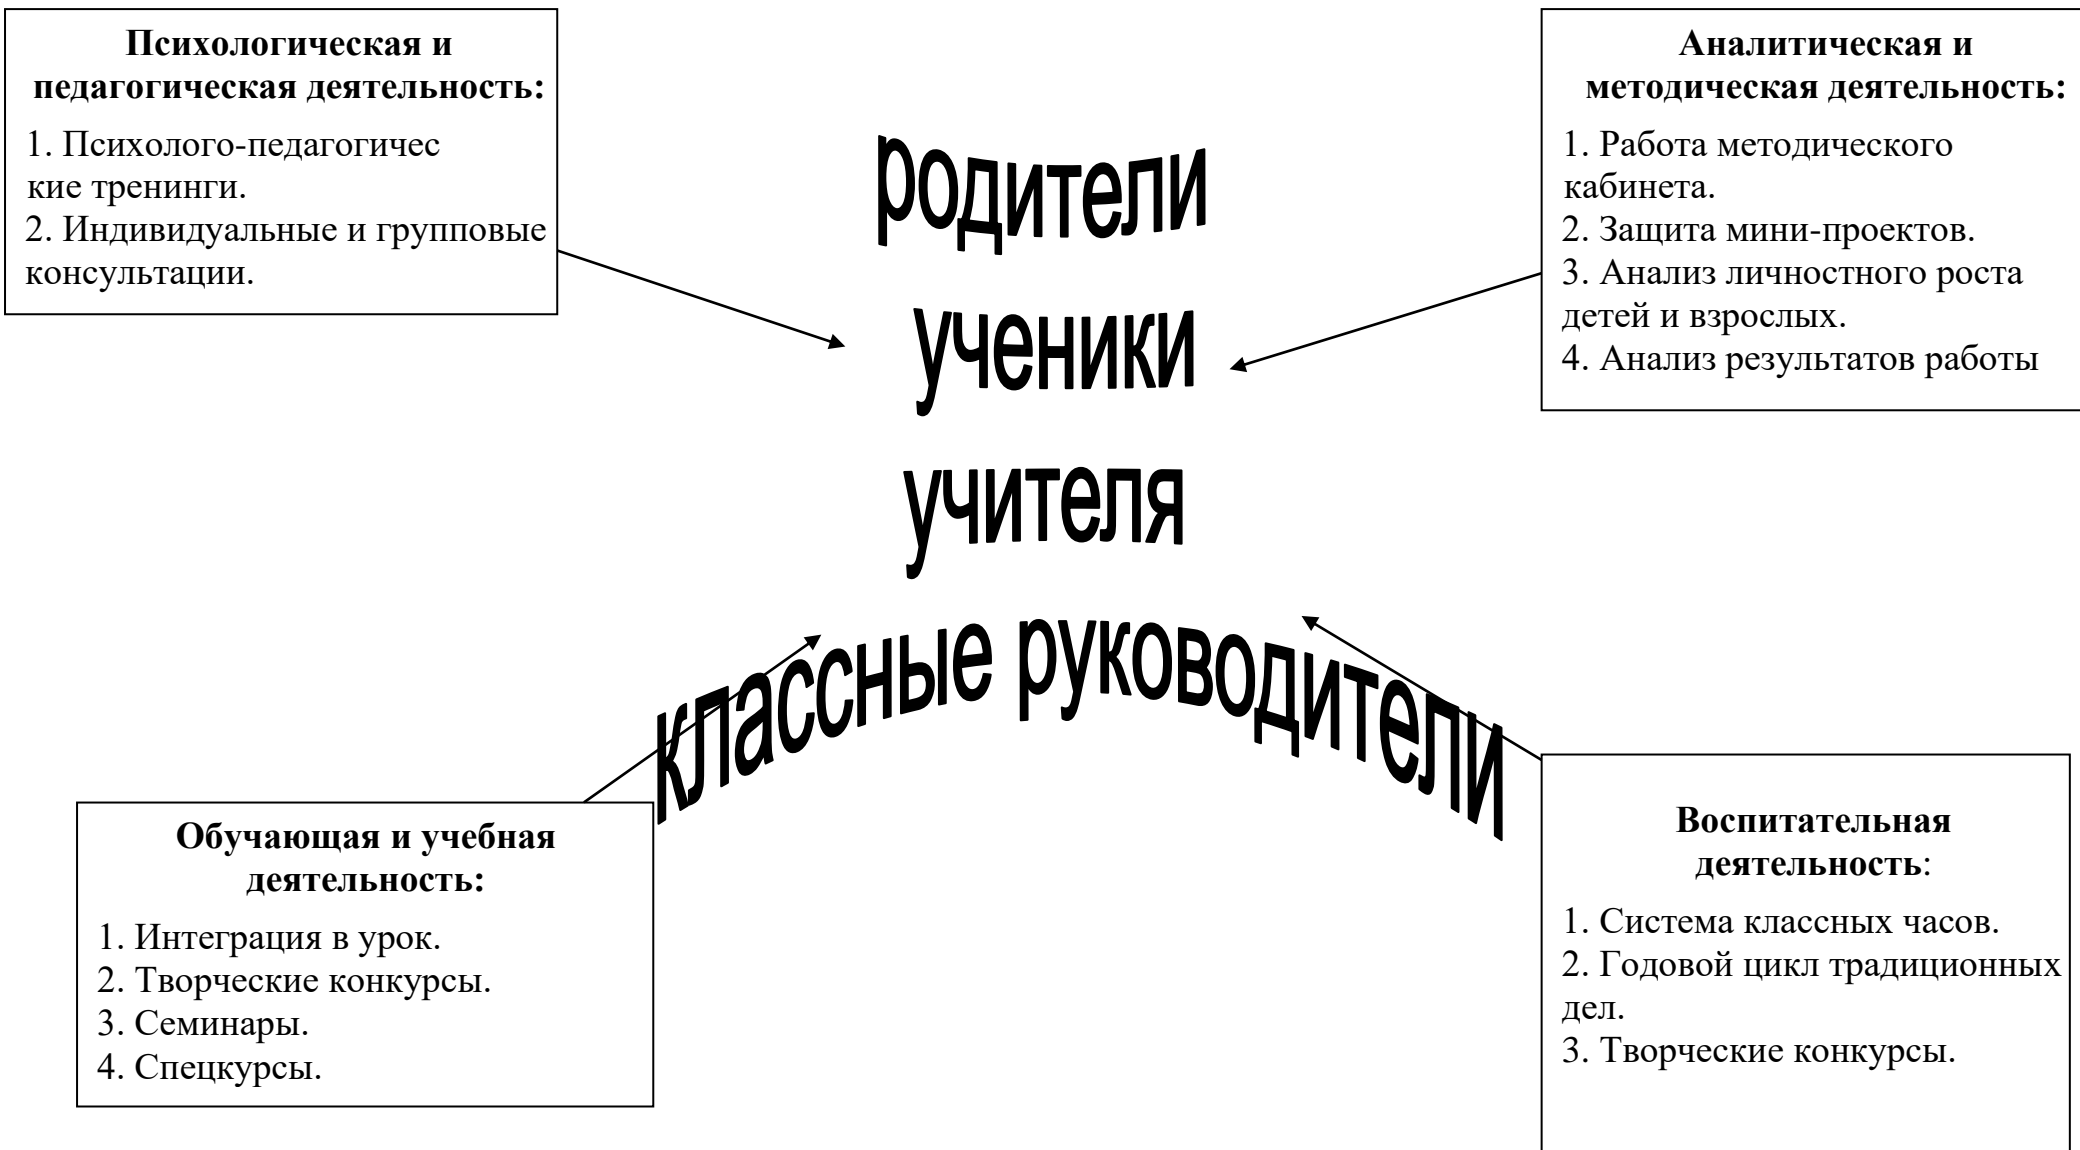 Психологическая и
педагогическая деятельность:
1. Психолого-педагогичес
кие тренинги.
2. Индивидуальные и групповые
консультации.
Аналитическая и
методическая деятельность:
1. Работа методического
кабинета.
2. Защита мини-проектов.
3. Анализ личностного роста
детей и взрослых.
4. Анализ результатов работы
родители
ученики
учителя
классные руководители
Обучающая и учебная
деятельность:
1. Интеграция в урок.
2. Творческие конкурсы.
3. Семинары.
4. Спецкурсы.
Воспитательная
деятельность:
1. Система классных часов.
2. Годовой цикл традиционных
дел.
3. Творческие конкурсы.